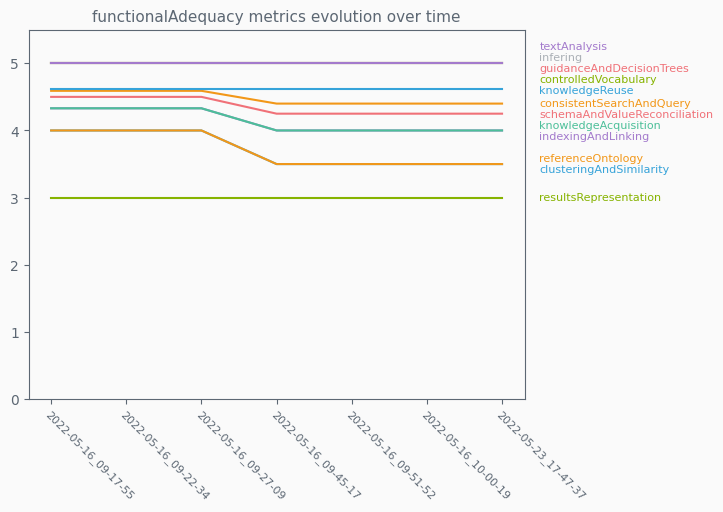 functionalAdequacy metrics evolution over time
5
4
3
2
1
0
textAnalysis
infering
guidanceAndDecisionTrees
controlledVocabulary
knowledgeReuse
consistentSearchAndQuery
schemaAndValueReconciliation
knowledgeAcquisition
indexingAndLinking
referenceOntology
clusteringAndSimilarity
resultsRepresentation
2022-05-16_09-17-55
2022-05-16_09-22-34
2022-05-16_09-27-09
2022-05-16_09-45-17
2022-05-16_09-51-52
2022-05-16_10-00-19
2022-05-23_17-47-37